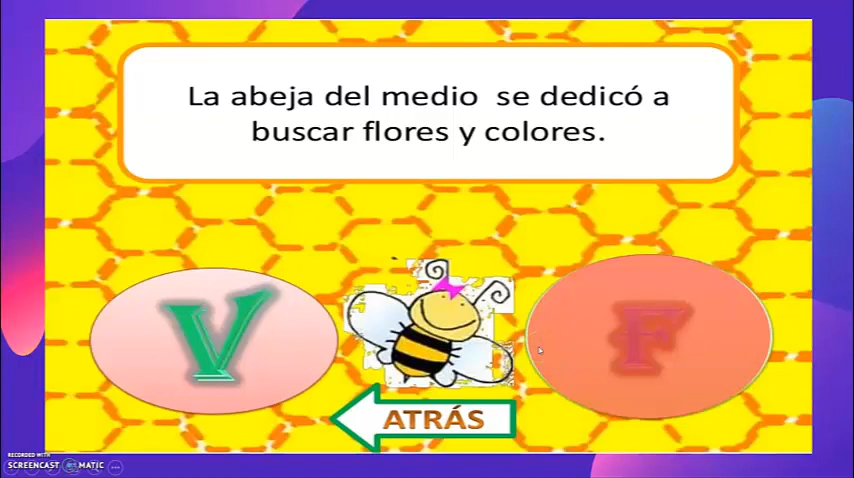 La abeja del medio se dedicó a
buscar flores y colores.
V
F
ATRÁS
RECORDED WITH
SCREENCAST MATIC